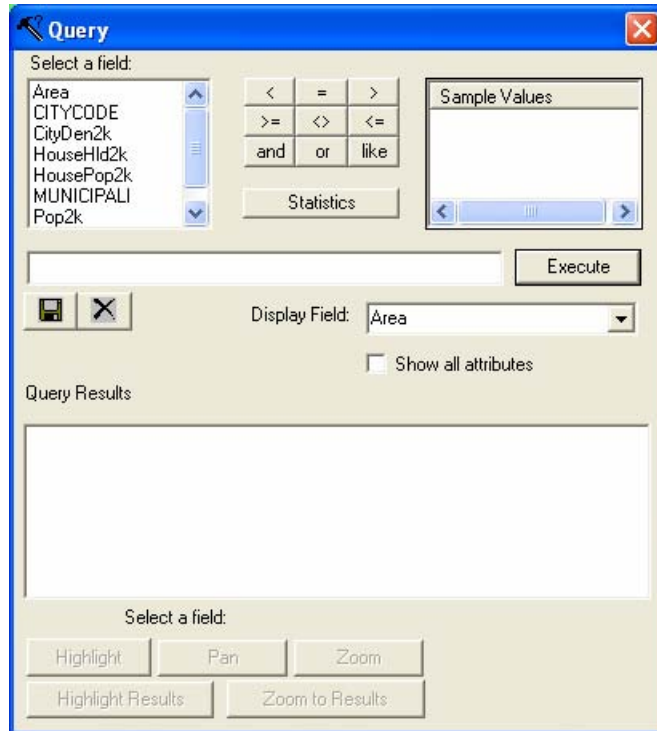 Query
Select a field:
Area
CITYCODE
CityDen2k
HouseHld2k
HousePop2k
MUNICIPALI
Pop2k
< = >
>= <> <=
and or like
Statistics
Sample Values
Execute
Display Field: Area
Show all attributes
Query Results
Select a field:
Highlight Pan Zoom
Highlight Results Zoom to Results